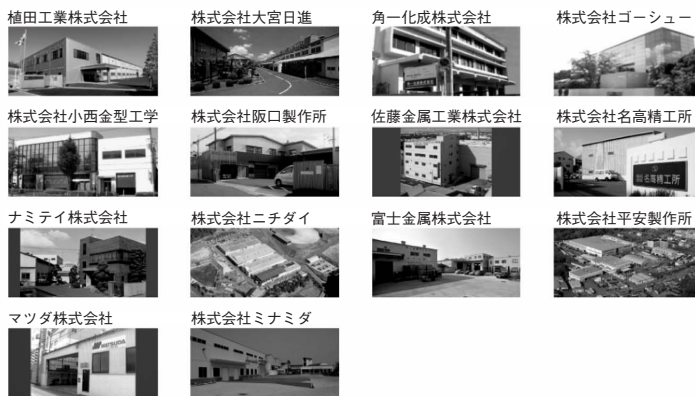 植田工業株式会社
株式会社大宮日進
角一化成株式会社
株式会社ゴーシュー
株式会社小西金型工学
株式会社阪口製作所
佐藤金属工業株式会社
株式会社名高精工所
名高精工所
ナミテイ株式会社
株式会社ニチダイ
富士金属株式会社
株式会社平安製作所
マツダ株式会社
株式会社ミナミダ
MATSUDA